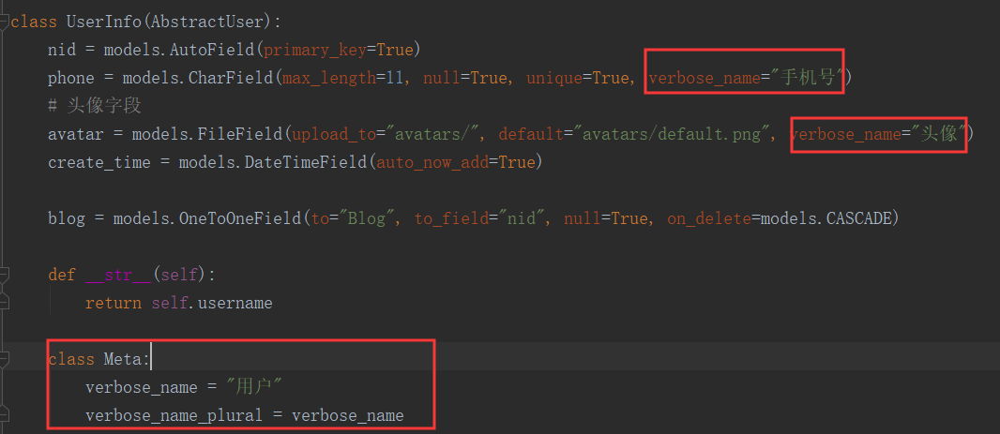 class UserInfo(AbstractUser):
    nid = models.AutoField(primary_key=True)
    phone = models.CharField(max_length=11, null=True, unique=True, verbose_name="手机号")
    # 头像字段
    avatar = models.FileField(upload_to="avatars/", default="avatars/default.png", verbose_name="头像")
    create_time = models.DateTimeField(auto_now_add=True)
    blog = models.OneToOneField(to="Blog", to_field="nid", null=True, on_delete=models.CASCADE)
    def __str__(self):
        return self.username
    class Meta:
        verbose_name = "用户"
        verbose_name_plural = verbose_name